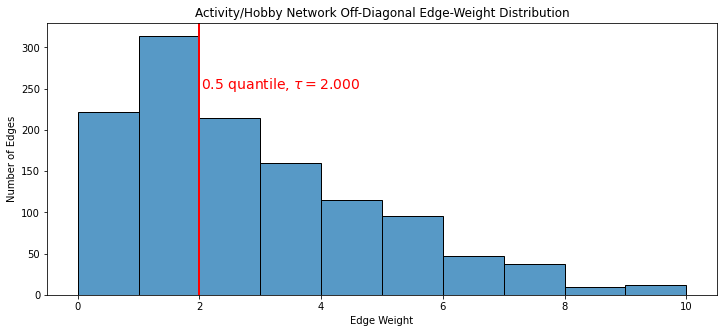 Activity/Hobby Network Off-Diagonal Edge-Weight Distribution
300
250
200
150
100
50
0
Number of Edges
0.5 quantile, τ = 2.000
0 2 4 6 8 10
Edge Weight